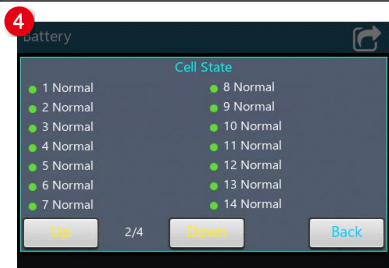 4
Battery
Cell State
1 Normal
2 Normal
3 Normal
4 Normal
5 Normal
6 Normal
7 Normal
8 Normal
9 Normal
10 Normal
11 Normal
12 Normal
13 Normal
14 Normal
Up 2/4 Down Back